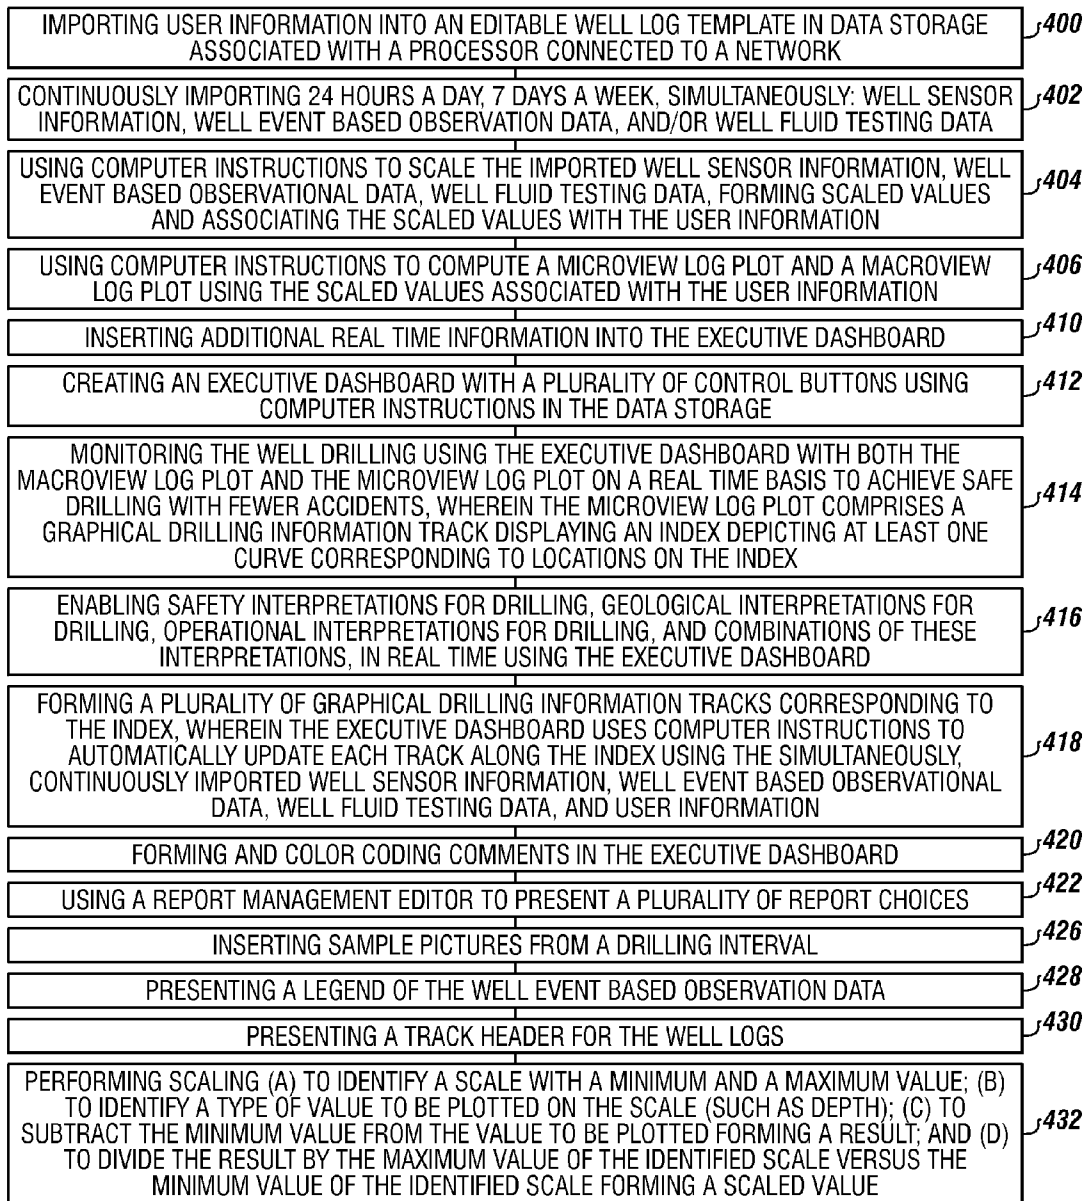 IMPORTING USER INFORMATION INTO AN EDITABLE WELL LOG TEMPLATE IN DATA STORAGE
ASSOCIATED WITH A PROCESSOR CONNECTED TO A NETWORK
400
CONTINUOUSLY IMPORTING 24 HOURS A DAY, 7 DAYS A WEEK, SIMULTANEOUSLY: WELL SENSOR
INFORMATION, WELL EVENT BASED OBSERVATION DATA, AND/OR WELL FLUID TESTING DATA
402
USING COMPUTER INSTRUCTIONS TO SCALE THE IMPORTED WELL SENSOR INFORMATION, WELL
EVENT BASED OBSERVATIONAL DATA, WELL FLUID TESTING DATA, FORMING SCALED VALUES
AND ASSOCIATING THE SCALED VALUES WITH THE USER INFORMATION
404
USING COMPUTER INSTRUCTIONS TO COMPUTE A MICROVIEW LOG PLOT AND A MACROVIEW
LOG PLOT USING THE SCALED VALUES ASSOCIATED WITH THE USER INFORMATION
406
INSERTING ADDITIONAL REAL TIME INFORMATION INTO THE EXECUTIVE DASHBOARD
410
CREATING AN EXECUTIVE DASHBOARD WITH A PLURALITY OF CONTROL BUTTONS USING
COMPUTER INSTRUCTIONS IN THE DATA STORAGE
412
MONITORING THE WELL DRILLING USING THE EXECUTIVE DASHBOARD WITH BOTH THE
MACROVIEW LOG PLOT AND THE MICROVIEW LOG PLOT ON A REAL TIME BASIS TO ACHIEVE SAFE
DRILLING WITH FEWER ACCIDENTS, WHEREIN THE MICROVIEW LOG PLOT COMPRISES A
GRAPHICAL DRILLING INFORMATION TRACK DISPLAYING AN INDEX DEPICTING AT LEAST ONE
CURVE CORRESPONDING TO LOCATIONS ON THE INDEX
414
ENABLING SAFETY INTERPRETATIONS FOR DRILLING, GEOLOGICAL INTERPRETATIONS FOR
DRILLING, OPERATIONAL INTERPRETATIONS FOR DRILLING, AND COMBINATIONS OF THESE
INTERPRETATIONS, IN REAL TIME USING THE EXECUTIVE DASHBOARD
416
FORMING A PLURALITY OF GRAPHICAL DRILLING INFORMATION TRACKS CORRESPONDING TO
THE INDEX, WHEREIN THE EXECUTIVE DASHBOARD USES COMPUTER INSTRUCTIONS TO
AUTOMATICALLY UPDATE EACH TRACK ALONG THE INDEX USING THE SIMULTANEOUSLY,
CONTINUOUSLY IMPORTED WELL SENSOR INFORMATION, WELL EVENT BASED OBSERVATIONAL
DATA, WELL FLUID TESTING DATA, AND USER INFORMATION
418
FORMING AND COLOR CODING COMMENTS IN THE EXECUTIVE DASHBOARD
420
USING A REPORT MANAGEMENT EDITOR TO PRESENT A PLURALITY OF REPORT CHOICES
422
INSERTING SAMPLE PICTURES FROM A DRILLING INTERVAL
426
PRESENTING A LEGEND OF THE WELL EVENT BASED OBSERVATION DATA
428
PRESENTING A TRACK HEADER FOR THE WELL LOGS
430
PERFORMING SCALING (A) TO IDENTIFY A SCALE WITH A MINIMUM AND A MAXIMUM VALUE; (B)
TO IDENTIFY A TYPE OF VALUE TO BE PLOTTED ON THE SCALE (SUCH AS DEPTH); (C) TO
SUBTRACT THE MINIMUM VALUE FROM THE VALUE TO BE PLOTTED FORMING A RESULT; AND (D)
TO DIVIDE THE RESULT BY THE MAXIMUM VALUE OF THE IDENTIFIED SCALE VERSUS THE
MINIMUM VALUE OF THE IDENTIFIED SCALE FORMING A SCALED VALUE
432